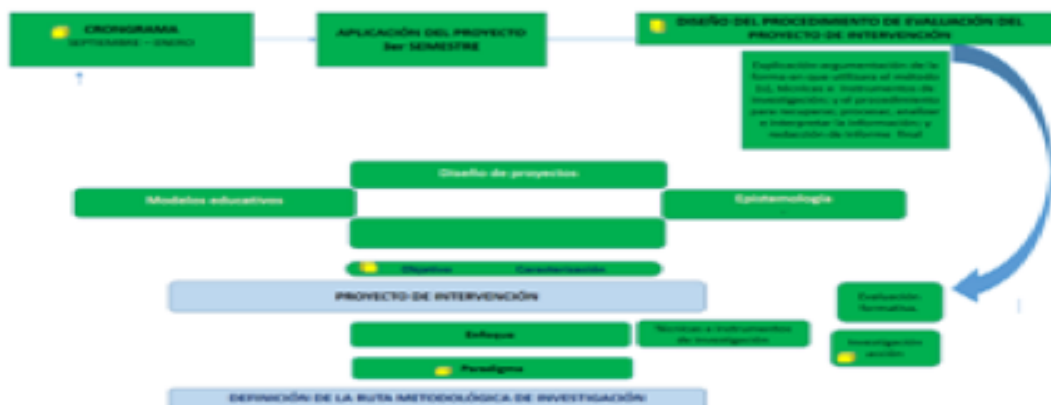 CRONGRAMA
SEPTIEMBRE – ENERO
APLICACIÓN DEL PROYECTO
3er SEMESTRE
DISEÑO DEL PROCEDIMIENTO DE EVALUACIÓN DEL
PROYECTO DE INTERVENCIÓN
Explicación argumentación de la
forma en que utilizara el método
(s), técnicas e instrumentos de
investigación; y el procedimiento
para recuperar, procesar, analizar
e interpretar la información; y
redacción de informe final
Diseño de proyectos
Modelos educativos
Epistemología
Objetivo Caracterización
PROYECTO DE INTERVENCIÓN
Evaluación
formativa
Enfoque
Técnicas e instrumentos
de investigación
Investigación
acción
Paradigma
DEFINICIÓN DE LA RUTA METODOLÓGICA DE INVESTIGACIÓN